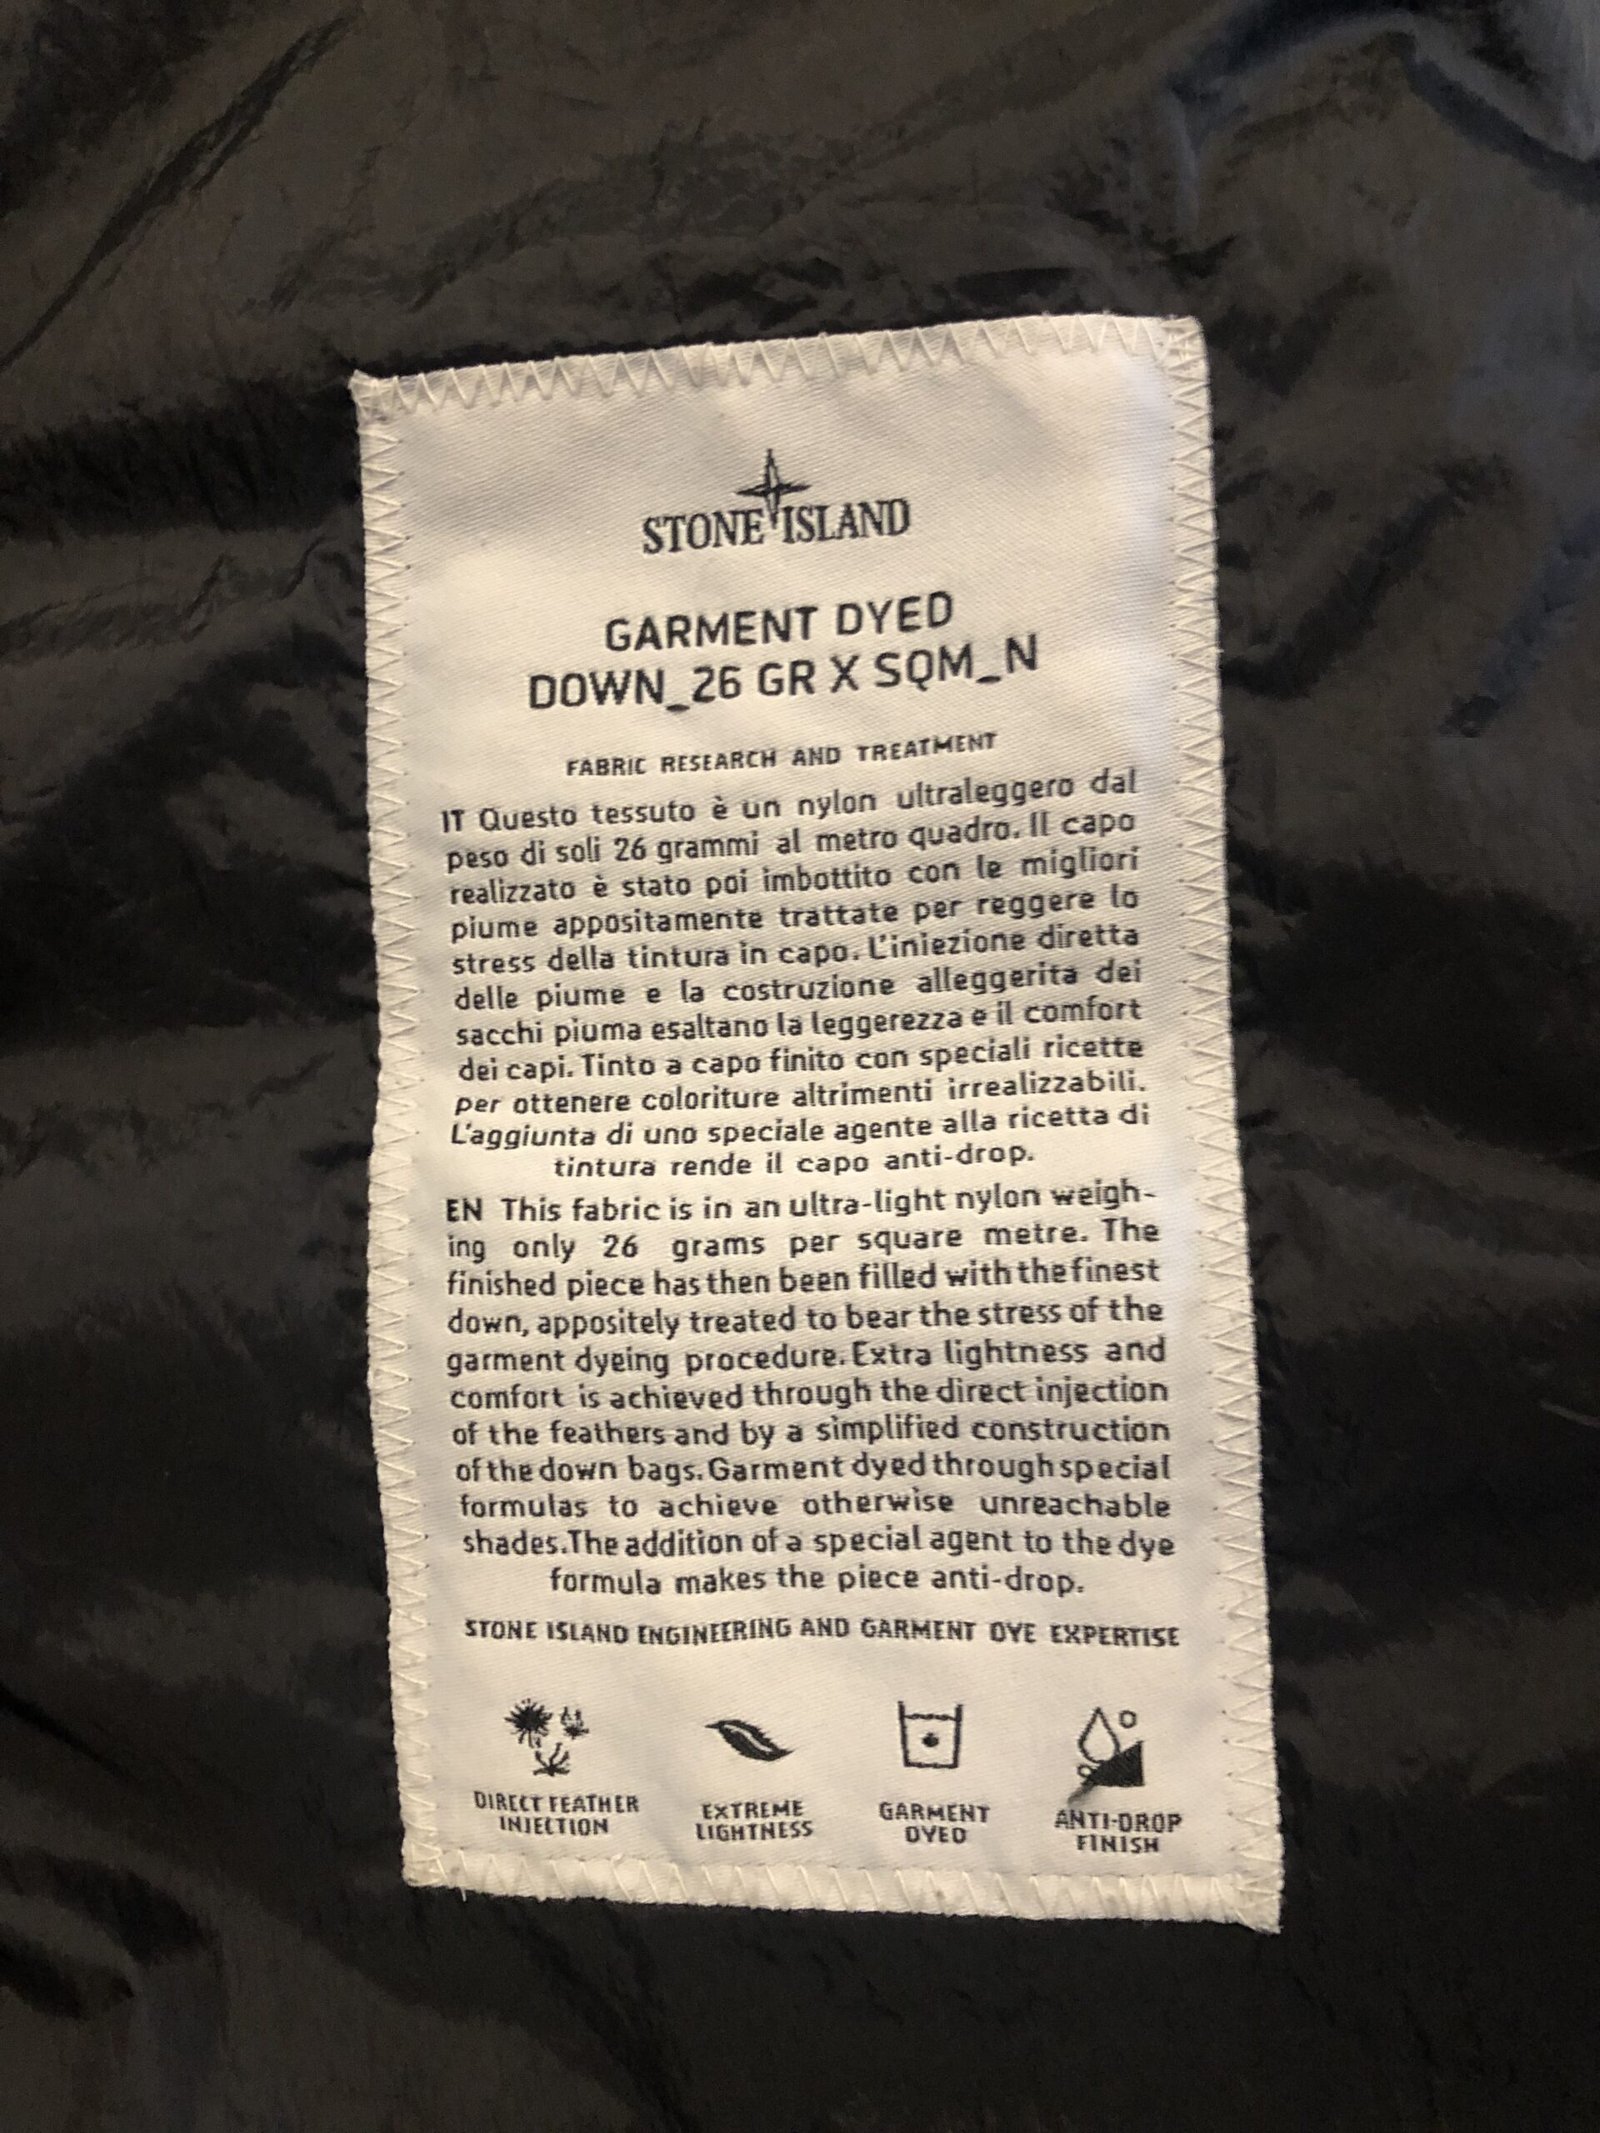 STONE ISLAND
GARMENT DYED
DOWN_26 GR X SQM_N
FABRIC RESEARCH AND TREATMENT
IT Questo tessuto è un nylon ultraleggero dal
peso di soli 26 grammi al metro quadro. Il capo
realizzato è stato poi imbottito con le migliori
piume appositamente trattate per reggere lo
stress della tintura in capo. L'iniezione diretta
delle piume e la costruzione alleggerita dei
sacchi piuma esaltano la leggerezza e il comfort
dei capi. Tinto a capo finito con speciali ricette
per ottenere coloriture altrimenti irrealizzabili.
L'aggiunta di uno speciale agente alla ricetta di
tintura rende il capo anti-drop.
EN This fabric is in an ultra-light nylon weigh-
ing only 26 grams per square metre. The
finished piece has then been filled with the finest
down, appositely treated to bear the stress of the
garment dyeing procedure. Extra lightness and
comfort is achieved through the direct injection
of the feathers and by a simplified construction
of the down bags. Garment dyed through special
formulas to achieve otherwise unreachable
shades. The addition of a special agent to the dye
formula makes the piece anti-drop.
STONE ISLAND ENGINEERING AND GARMENT DYE EXPERTISE
DIRECT FEATHER
INJECTION
EXTREME
LIGHTNESS
GARMENT
DYED
ANTI-DROP
FINISH